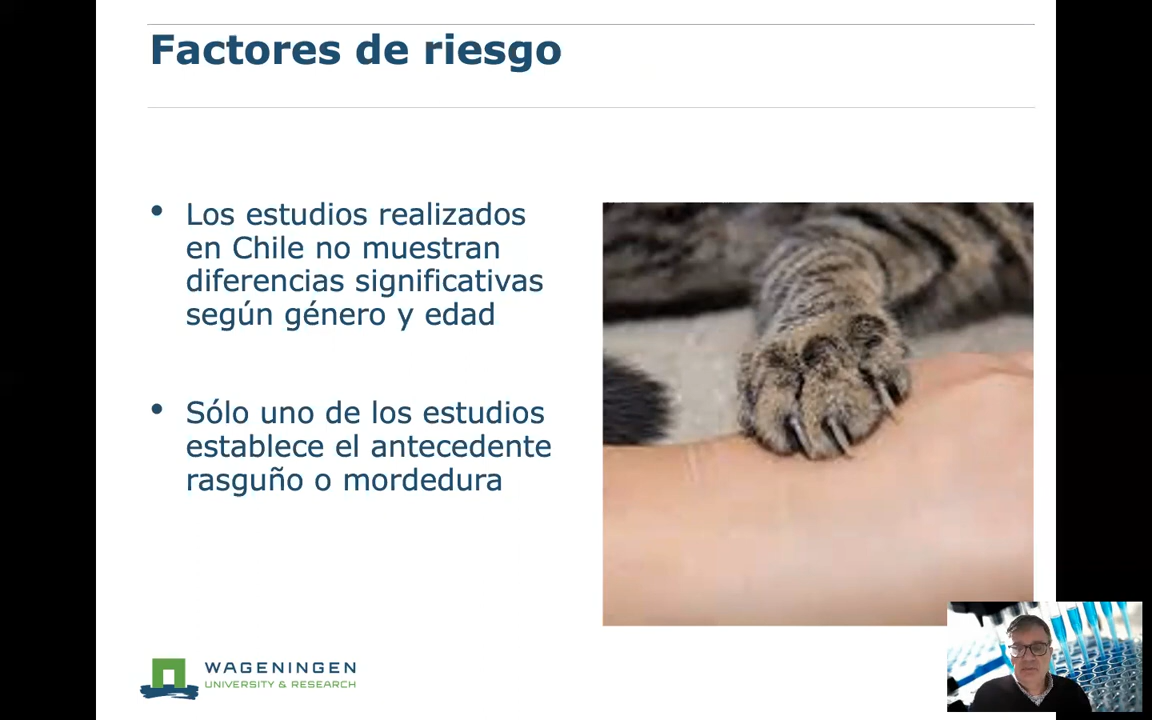 Factores de riesgo
• Los estudios realizados
en Chile no muestran
diferencias significativas
según género y edad
• Sólo uno de los estudios
establece el antecedente
rasguño o mordedura
WAGENINGEN
UNIVERSITY & RESEARCH